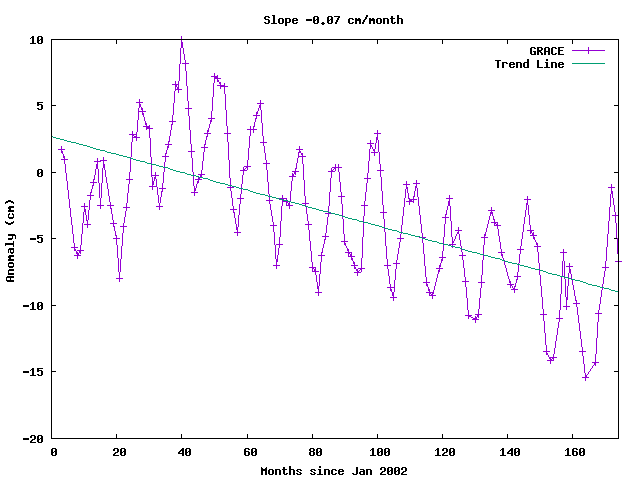 Slope -0.07 cm/month
GRACE
Trend Line
10
5
0
-5
-10
-15
-20
Anomaly (cm)
0 20 40 60 80 100 120 140 160
Months since Jan 2002